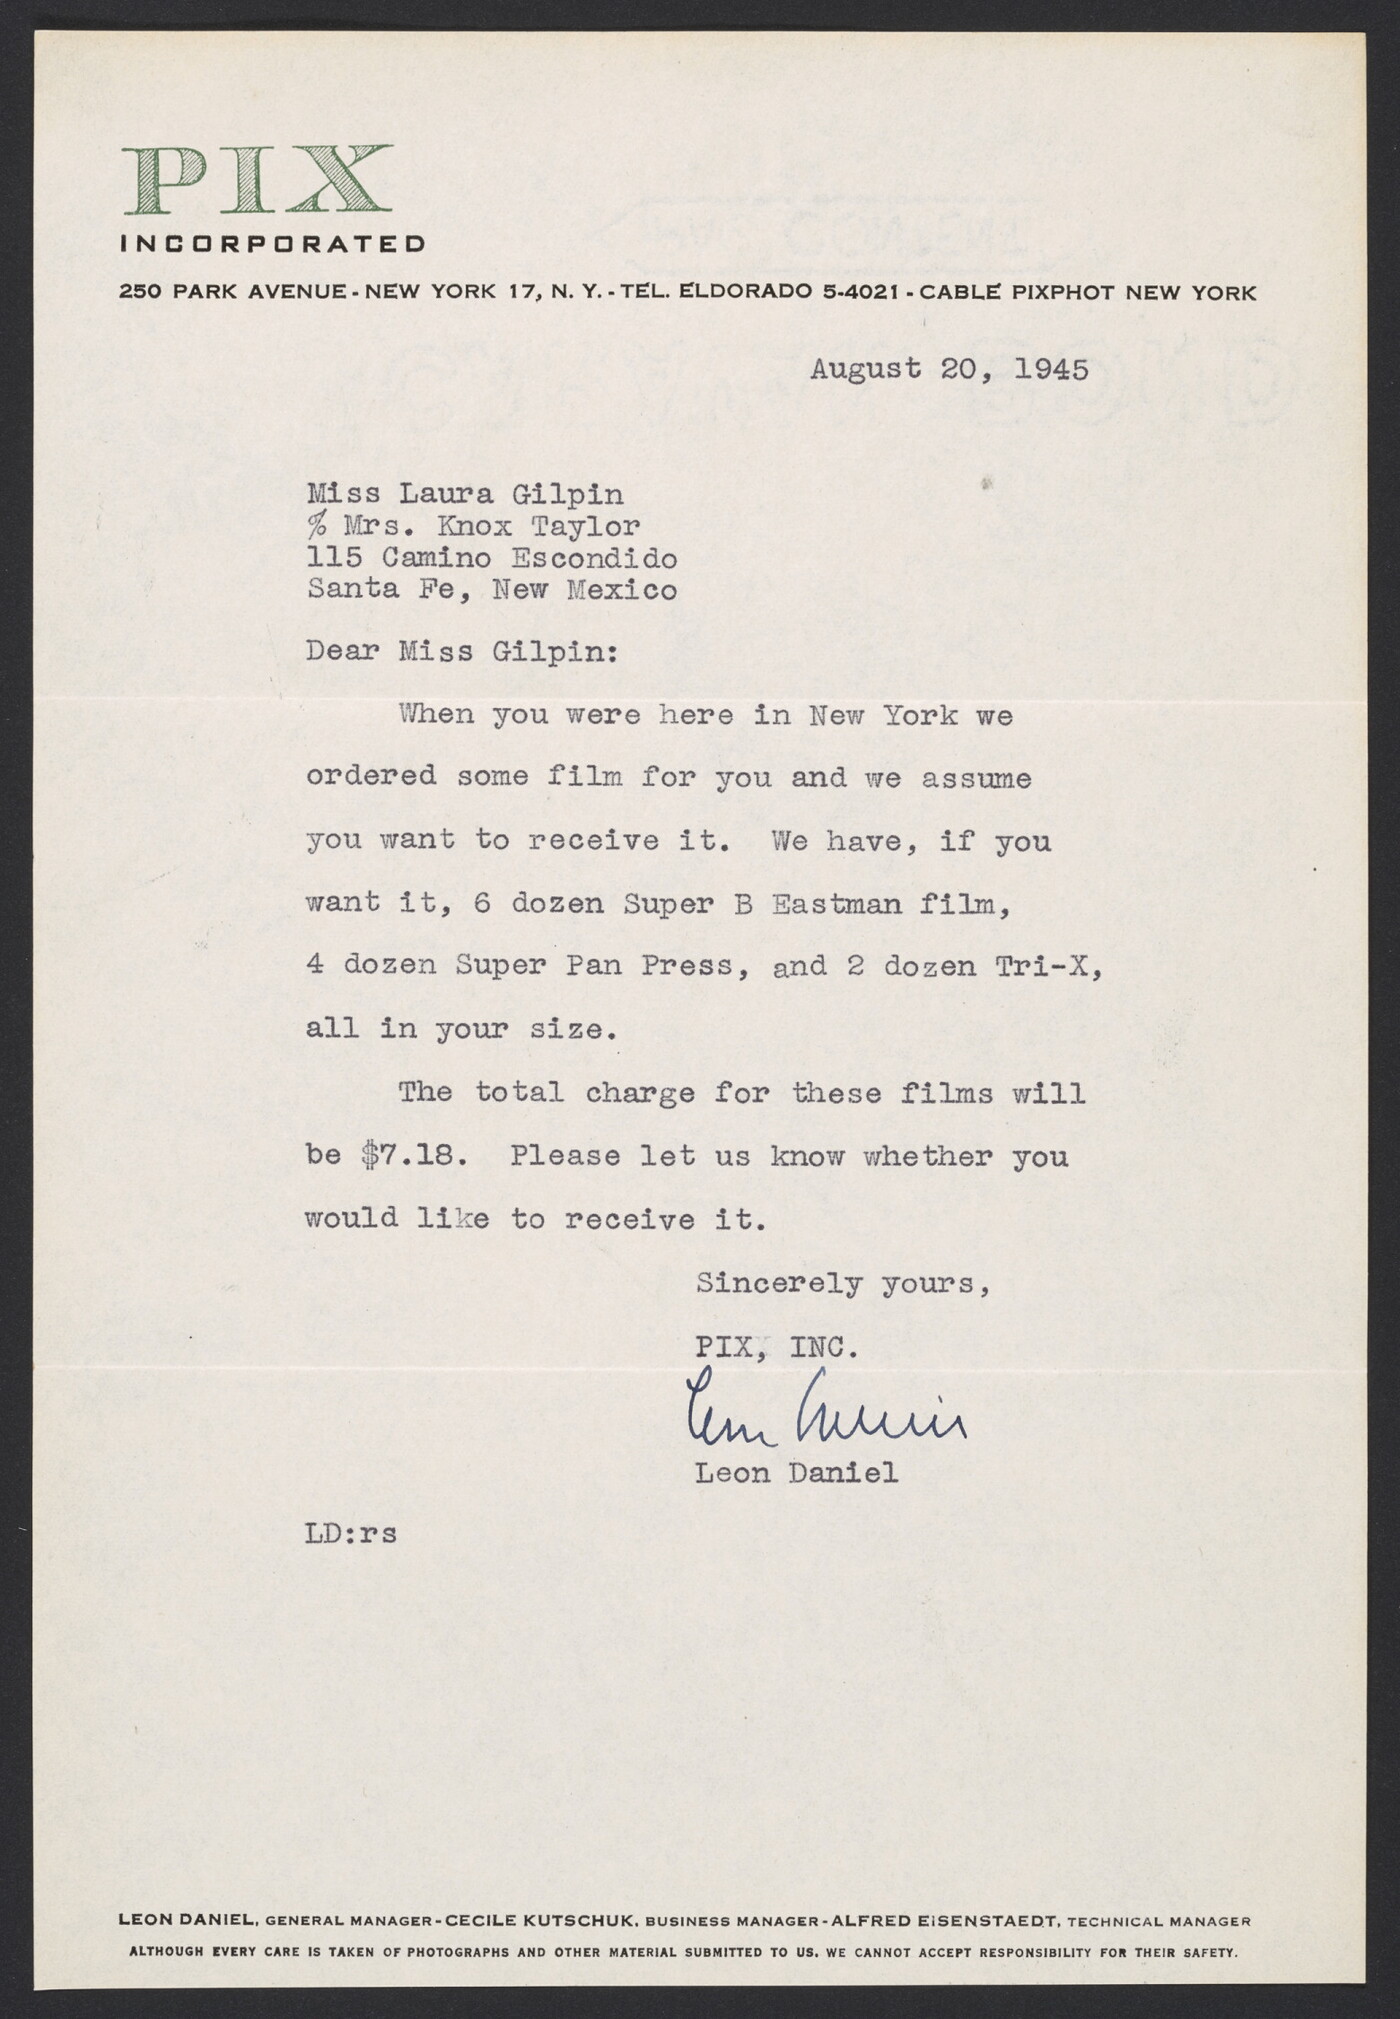 PIX
INCORPORATED
250 PARK AVENUE - NEW YORK 17, N. Y. - TEL. ELDORADO 5-4021 - CABLE PIXPHOT NEW YORK
August 20, 1945
Miss Laura Gilpin
% Mrs. Knox Taylor
115 Camino Escondido
Santa Fe, New Mexico
Dear Miss Gilpin:
When you were here in New York we
ordered some film for you and we assume
you want to receive it. We have, if you
want it, 6 dozen Super B Eastman film,
4 dozen Super Pan Press, and 2 dozen Tri-X,
all in your size.
The total charge for these films will
be $7.18. Please let us know whether you
would like to receive it.
Sincerely yours,
PIX, INC.
Leon Daniel
Leon Daniel
LD:rs
LEON DANIEL, GENERAL MANAGER - CECILE KUTSCHUK, BUSINESS MANAGER - ALFRED EISENSTAEDT, TECHNICAL MANAGER
ALTHOUGH EVERY CARE IS TAKEN OF PHOTOGRAPHS AND OTHER MATERIAL SUBMITTED TO US, WE CANNOT ACCEPT RESPONSIBILITY FOR THEIR SAFETY.